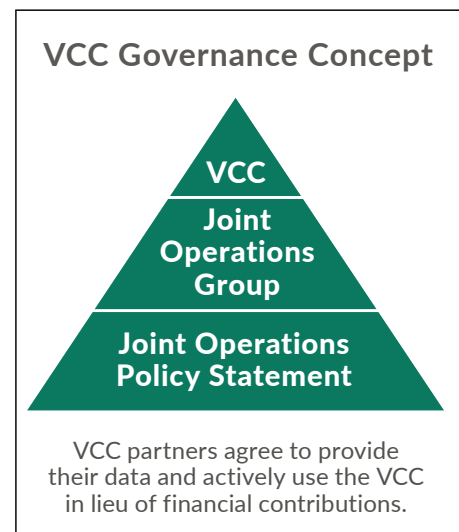 VCC Governance Concept
VCC
Joint
Operations
Group
Joint Operations
Policy Statement
VCC partners agree to provide
their data and actively use the VCC
in lieu of financial contributions.